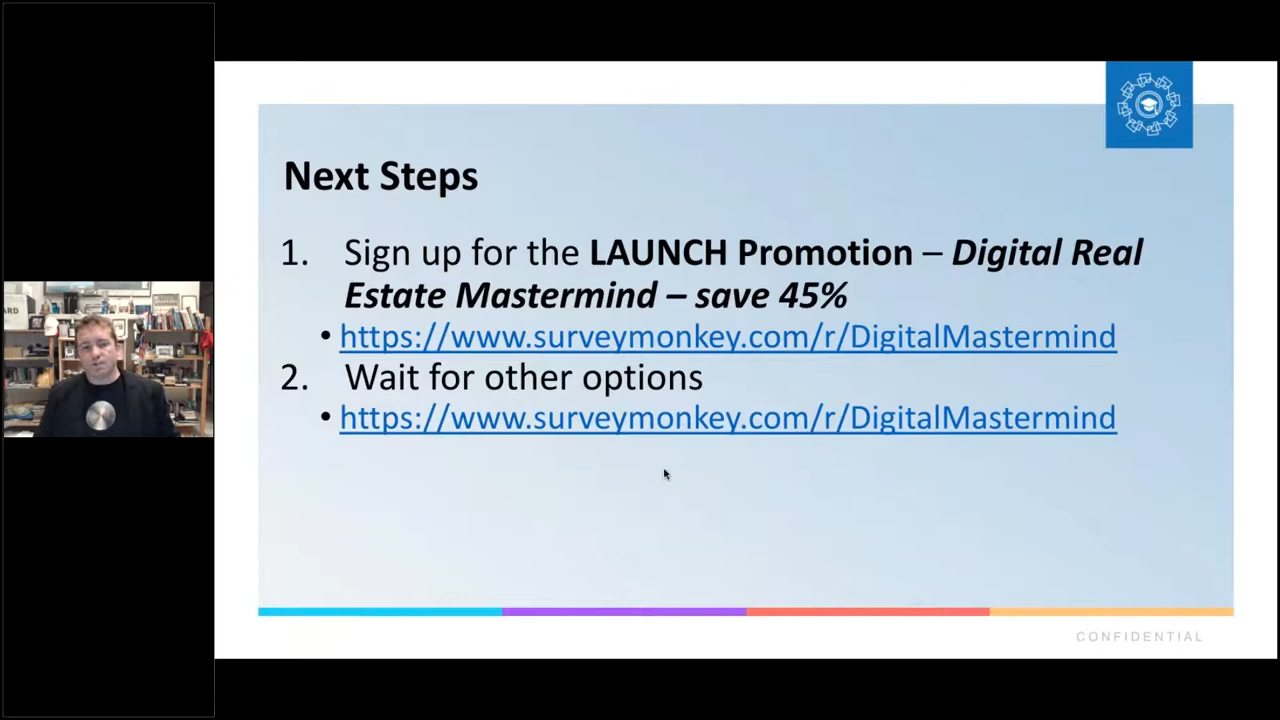 Next Steps
1. Sign up for the LAUNCH Promotion – Digital Real
Estate Mastermind – save 45%
• https://www.surveymonkey.com/r/DigitalMastermind
2. Wait for other options
• https://www.surveymonkey.com/r/DigitalMastermind
CONFIDENTIAL
ARD